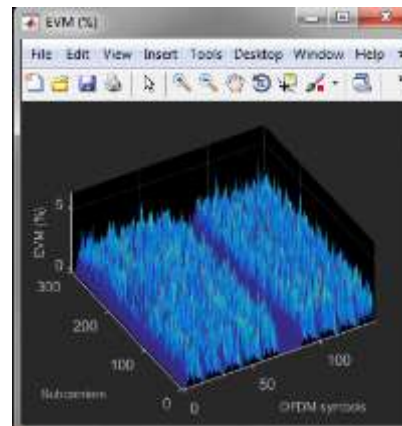 EVM (%)
File Edit View Insert Tools Desktop Window Help
EVM (%)
5
0
300
200
100
0
Subcarriers
0
50
100
OFDM symbols